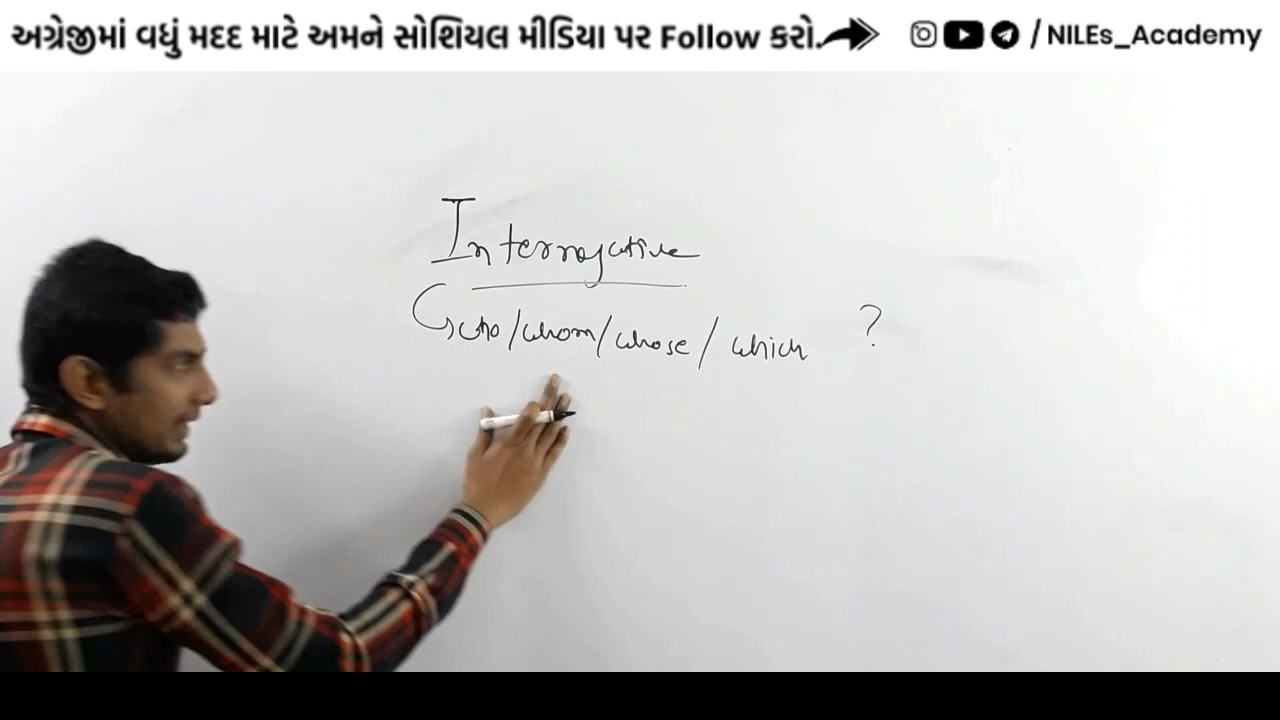 અગ્રેજીમાં વધું મદદ માટે અમને સોશિયલ મીડિયા પર Follow કરો. / NILEs_Academy
Interrogative
who/whom/whose/which ?